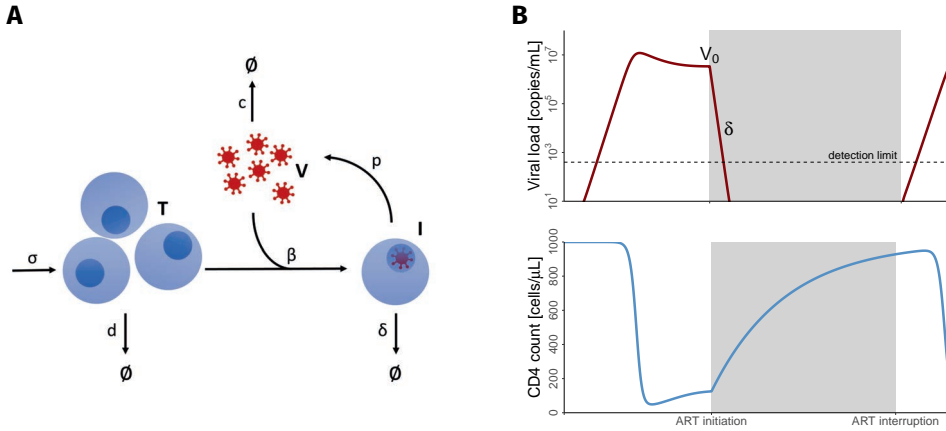 A
Ø
c
p
V
T
I
σ
β
d
δ
Ø
Ø
B
Viral load [copies/mL]
10⁷
10⁵
10³
10¹
V₀
δ
detection limit
CD4 count [cells/µL]
1000
800
600
400
200
0
ART initiation
ART interruption